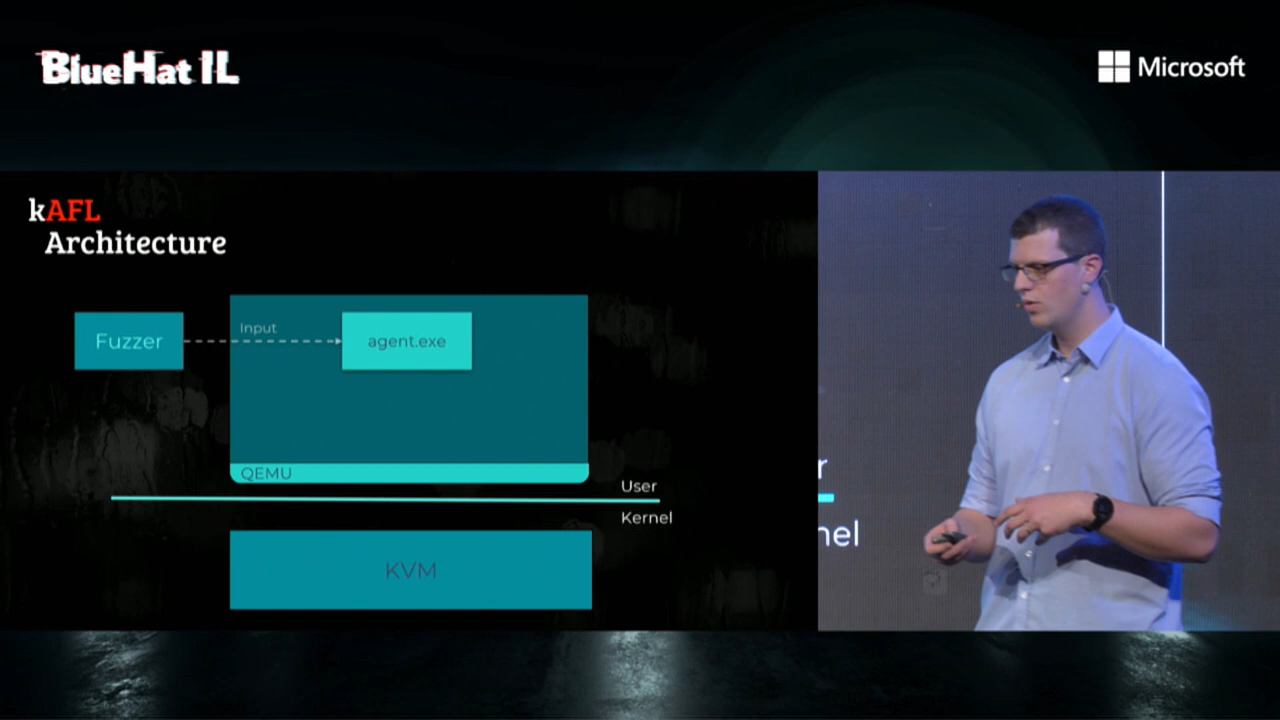 BlueHat IL
Microsoft
kAFL
Architecture
Fuzzer
Input
agent.exe
QEMU
User
Kernel
KVM
r
nel